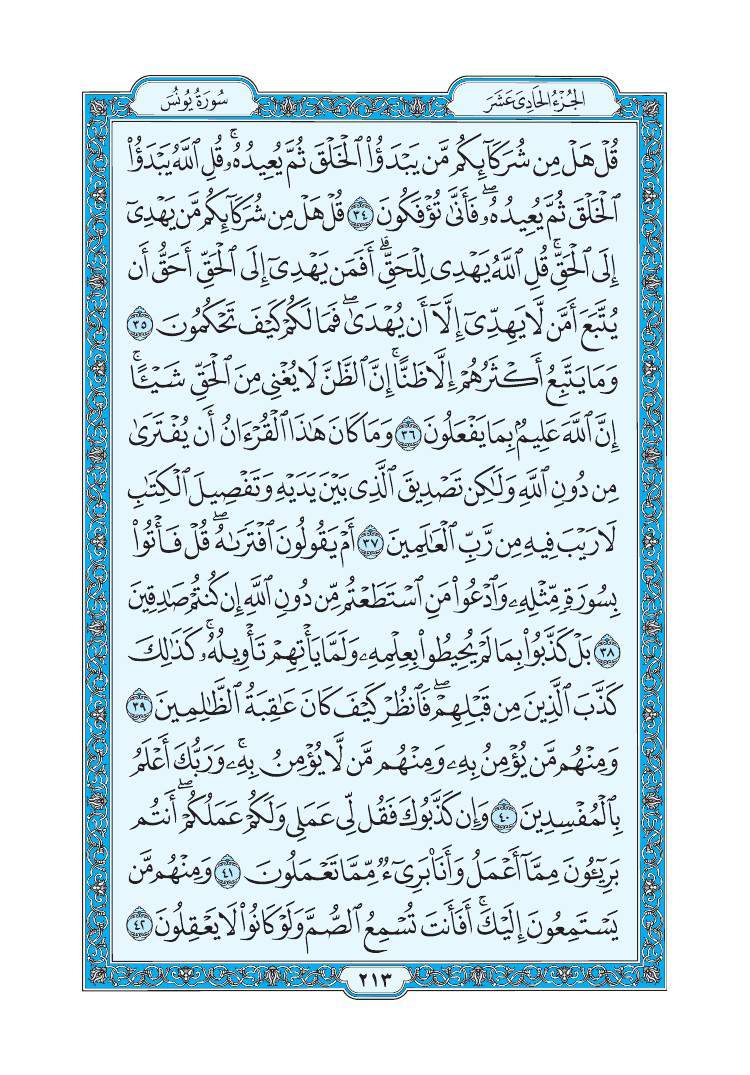 الجُزْءُ الحَادِي عَشَرَ
سُورَةُ يُونُسَ
قُلۡ هَلۡ مِن شُرَكَآئِكُم مَّن يَبۡدَؤُاْ ٱلۡخَلۡقَ ثُمَّ يُعِيدُهُۥۚ قُلِ ٱللَّهُ يَبۡدَؤُاْ
ٱلۡخَلۡقَ ثُمَّ يُعِيدُهُۥۖ فَأَنَّىٰ تُؤۡفَكُونَ ٣٤ قُلۡ هَلۡ مِن شُرَكَآئِكُم مَّن يَهۡدِيٓ
إِلَى ٱلۡحَقِّۚ قُلِ ٱللَّهُ يَهۡدِي لِلۡحَقِّۗ أَفَمَن يَهۡدِيٓ إِلَى ٱلۡحَقِّ أَحَقُّ أَن
يُتَّبَعَ أَمَّن لَّا يَهِدِّيٓ إِلَّآ أَن يُهۡدَىٰۖ فَمَا لَكُمۡ كَيۡفَ تَحۡكُمُونَ ٣٥
وَمَا يَتَّبِعُ أَكۡثَرُهُمۡ إِلَّا ظَنًّاۚ إِنَّ ٱلظَّنَّ لَا يُغۡنِي مِنَ ٱلۡحَقِّ شَيۡـًٔاۚ
إِنَّ ٱللَّهَ عَلِيمُۢ بِمَا يَفۡعَلُونَ ٣٦ وَمَا كَانَ هَٰذَا ٱلۡقُرۡءَانُ أَن يُفۡتَرَىٰ
مِن دُونِ ٱللَّهِ وَلَٰكِن تَصۡدِيقَ ٱلَّذِي بَيۡنَ يَدَيۡهِ وَتَفۡصِيلَ ٱلۡكِتَٰبِ
لَا رَيۡبَ فِيهِ مِن رَّبِّ ٱلۡعَٰلَمِينَ ٣٧ أَمۡ يَقُولُونَ ٱفۡتَرَىٰهُۖ قُلۡ فَأۡتُواْ
بِسُورَةٖ مِّثۡلِهِۦ وَٱدۡعُواْ مَنِ ٱسۡتَطَعۡتُم مِّن دُونِ ٱللَّهِ إِن كُنتُمۡ صَٰدِقِينَ
٣٨ بَلۡ كَذَّبُواْ بِمَا لَمۡ يُحِيطُواْ بِعِلۡمِهِۦ وَلَمَّا يَأۡتِهِمۡ تَأۡوِيلُهُۥۚ كَذَٰلِكَ
كَذَّبَ ٱلَّذِينَ مِن قَبۡلِهِمۡۖ فَٱنظُرۡ كَيۡفَ كَانَ عَٰقِبَةُ ٱلظَّٰلِمِينَ ٣٩
وَمِنۡهُم مَّن يُؤۡمِنُ بِهِۦ وَمِنۡهُم مَّن لَّا يُؤۡمِنُ بِهِۦۚ وَرَبُّكَ أَعۡلَمُ
بِٱلۡمُفۡسِدِينَ ٤٠ وَإِن كَذَّبُوكَ فَقُل لِّي عَمَلِي وَلَكُمۡ عَمَلُكُمۡۖ أَنتُم
بَرِيٓـُٔونَ مِمَّآ أَعۡمَلُ وَأَنَا۠ بَرِيٓءٞ مِّمَّا تَعۡمَلُونَ ٤١ وَمِنۡهُم مَّن
يَسۡتَمِعُونَ إِلَيۡكَۚ أَفَأَنتَ تُسۡمِعُ ٱلصُّمَّ وَلَوۡ كَانُواْ لَا يَعۡقِلُونَ ٤٢
٢١٣